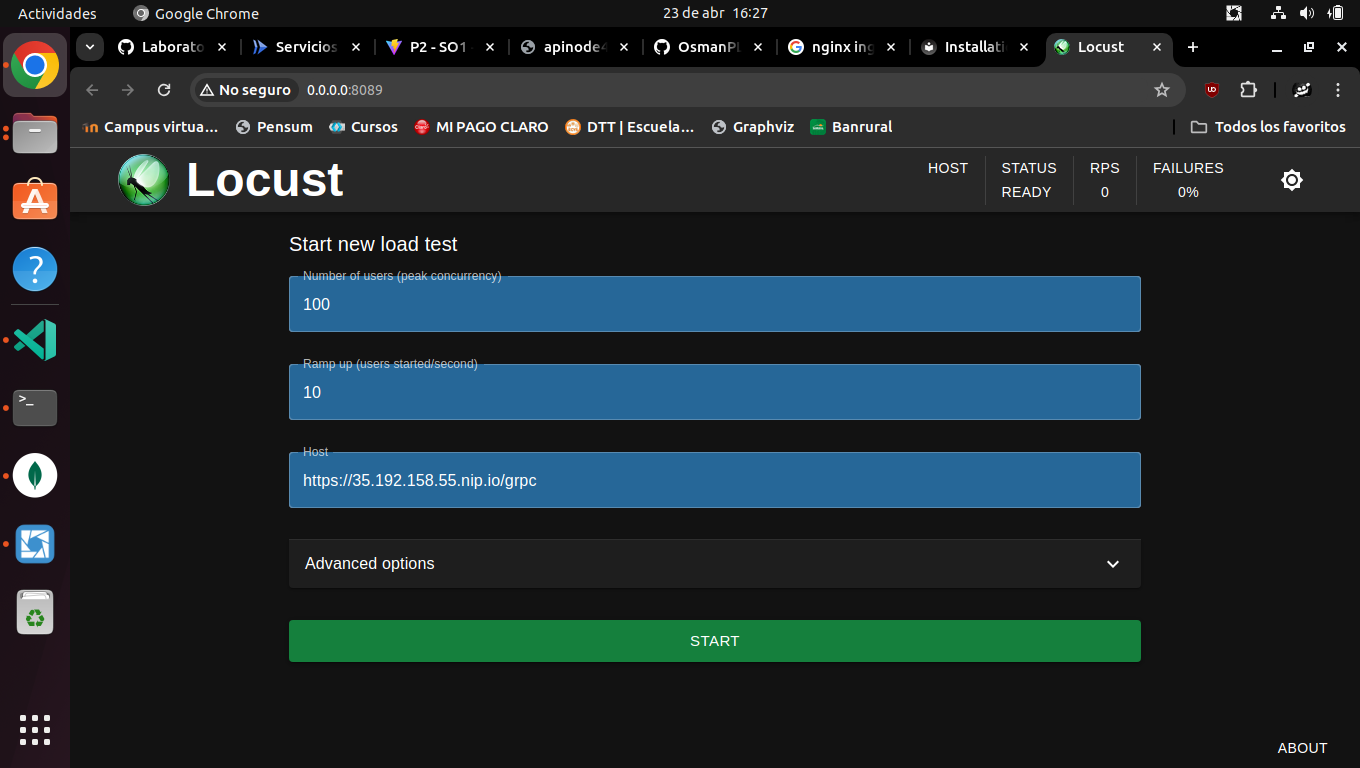 Actividades
Google Chrome
23 de abr 16:27
Laborato
Servicios
P2 - SO1
apinode
OsmanP
nginx ing
Installati
Locust
No seguro
0.0.0.0:8089
Campus virtua...
Pensum
Cursos
MI PAGO CLARO
DTT | Escuela...
Graphviz
Banrural
Todos los favoritos
Locust
HOST
STATUS
READY
RPS
0
FAILURES
0%
Start new load test
Number of users (peak concurrency)
100
Ramp up (users started/second)
10
Host
https://35.192.158.55.nip.io/grpc
Advanced options
START
ABOUT